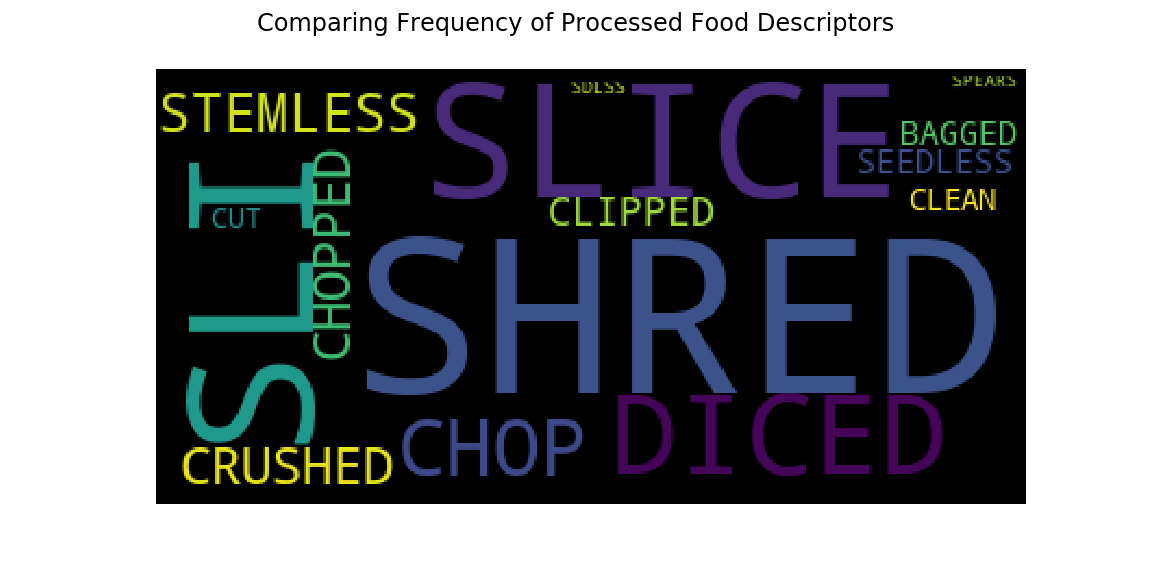 Comparing Frequency of Processed Food Descriptors
SDLSS
SPEARS
STEMLESS
SLICE
BAGGED
SEEDLESS
CHOPPED
SLI
CUT
CLEAN
CLIPPED
SHRED
DICED
CHOP
CRUSHED